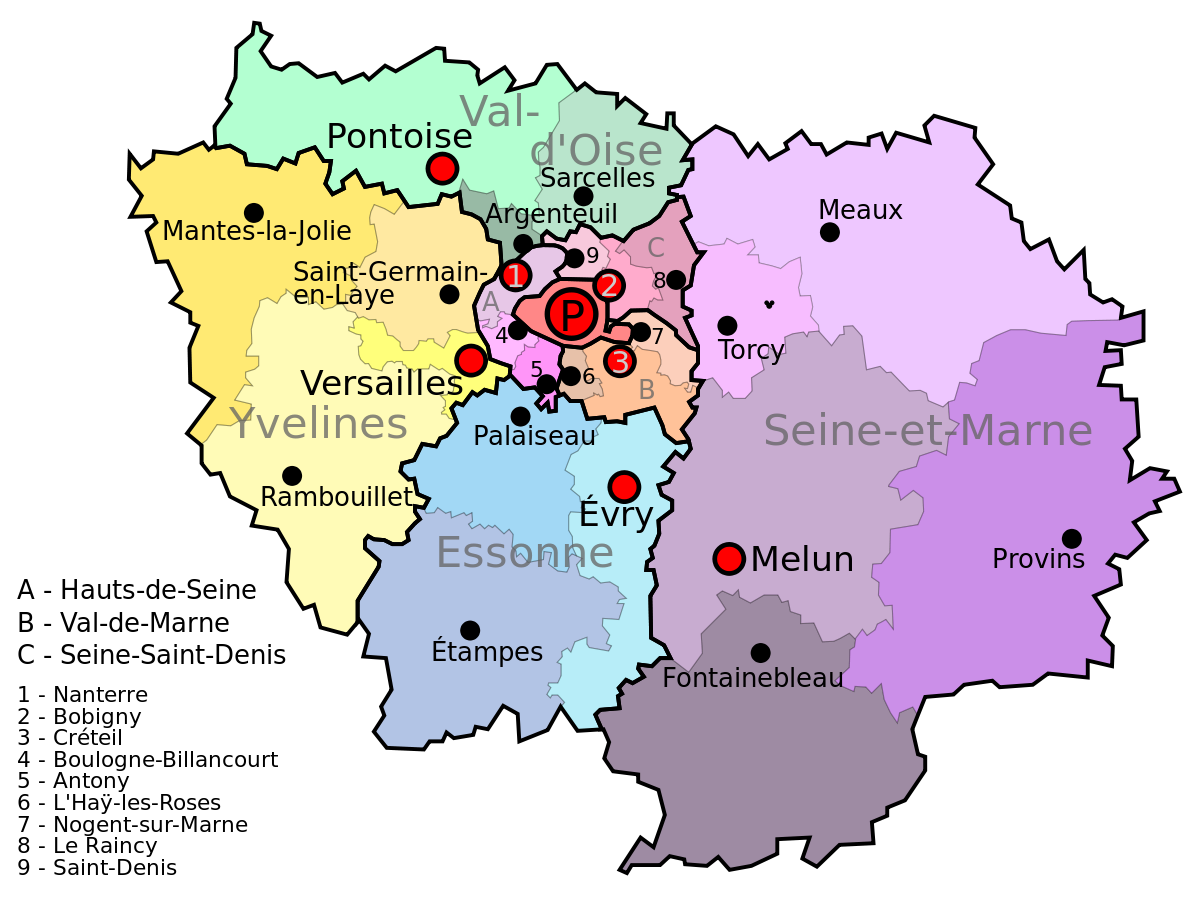 Val-
d'Oise
Pontoise
Sarcelles
Argenteuil
Mantes-la-Jolie
Saint-Germain-
en-Laye
Meaux
C
9
1
2
8
A
P
4
7
Torcy
3
5
6
B
Versailles
Yvelines
Palaiseau
Seine-et-Marne
Rambouillet
Évry
Essonne
Melun
Provins
Étampes
Fontainebleau
A - Hauts-de-Seine
B - Val-de-Marne
C - Seine-Saint-Denis
1 - Nanterre
2 - Bobigny
3 - Créteil
4 - Boulogne-Billancourt
5 - Antony
6 - L'Haÿ-les-Roses
7 - Nogent-sur-Marne
8 - Le Raincy
9 - Saint-Denis